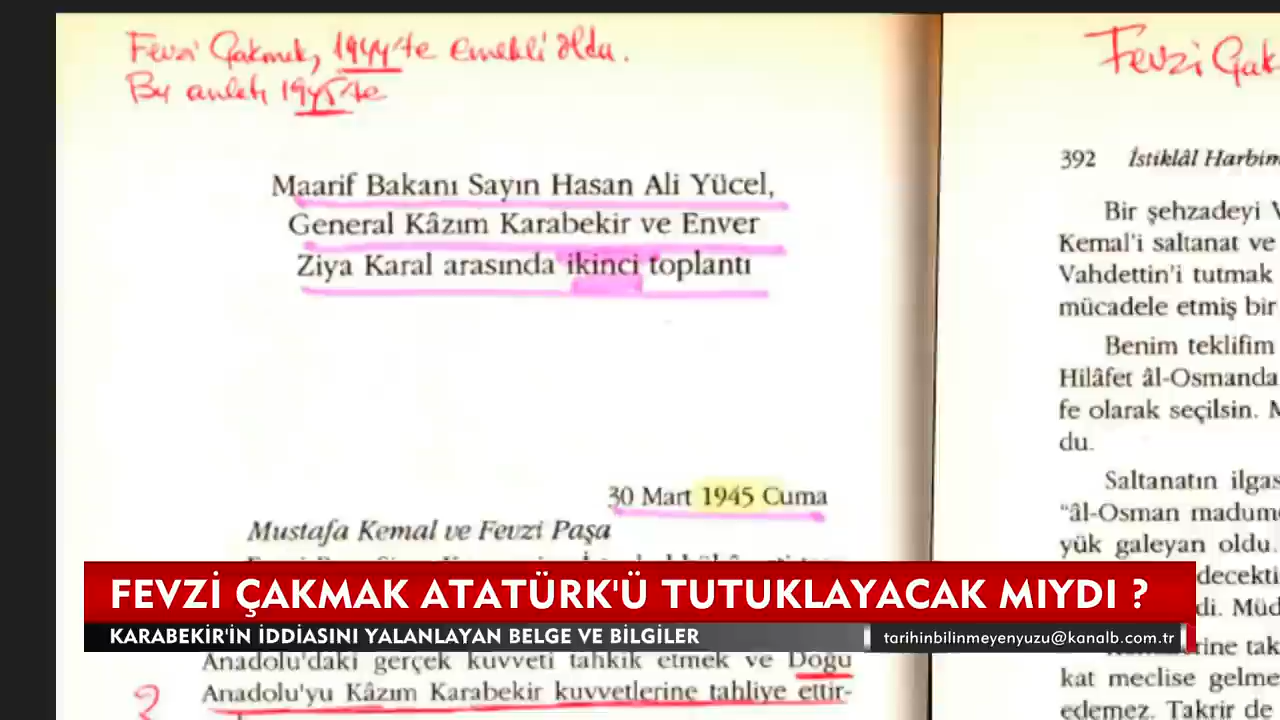 Fevzi Çakmak, 1944'te emekli oldu.
Bu anlatı 1945'te
Maarif Bakanı Sayın Hasan Ali Yücel,
General Kâzım Karabekir ve Enver
Ziya Karal arasında ikinci toplantı
30 Mart 1945 Cuma
Mustafa Kemal ve Fevzi Paşa
Anadolu'daki gerçek kuvveti tahkik etmek ve Doğu
Anadolu'yu Kâzım Karabekir kuvvetlerine tahliye ettir-
?
Fevzi Çak
392 İstiklâl Harbim
Bir şehzadeyi V
Kemal'i saltanat ve
Vahdettin'i tutmak
mücadele etmiş bir
Benim teklifim
Hilâfet âl-Osmanda
fe olarak seçilsin. M
du.
Saltanatın ilgas
"âl-Osman madume
yük galeyan oldu.
decekti
di. Müd
rine tak
kat meclise gelme
edemez. Takrir de
FEVZİ ÇAKMAK ATATÜRK'Ü TUTUKLAYACAK MIYDI ?
KARABEKİR'İN İDDİASINI YALANLAYAN BELGE VE BİLGİLER
tarihinbilinmeyenyuzu@kanalb.com.tr